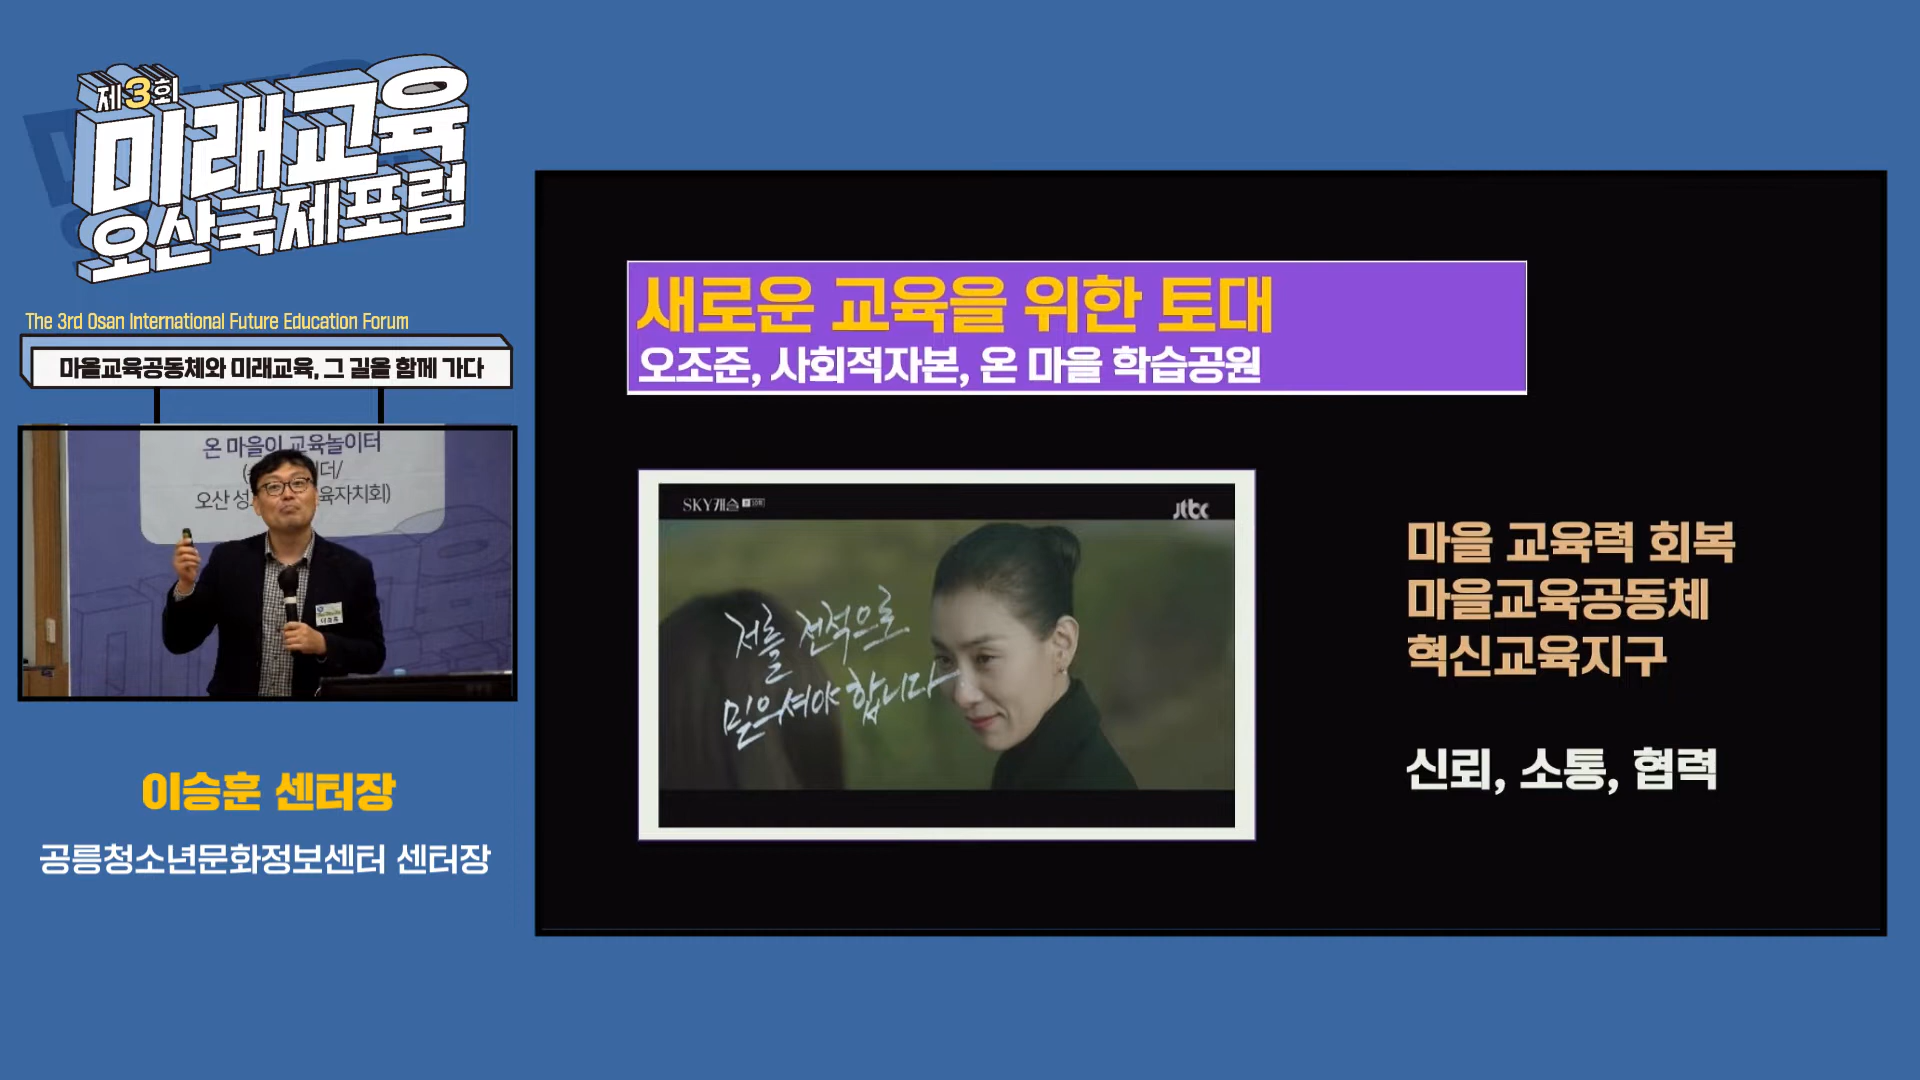 제3회
미래교육
오산국제포럼
The 3rd Osan International Future Education Forum
마을교육공동체와 미래교육, 그 길을 함께 가다
온 마을이 교육놀이터
오산 성
육자치회)
이승훈 센터장
공릉청소년문화정보센터 센터장
새로운 교육을 위한 토대
오조준, 사회적자본, 온 마을 학습공원
SKY캐슬
jtbc
저를 전적으로
믿으셔야 합니다
마을 교육력 회복
마을교육공동체
혁신교육지구
신뢰, 소통, 협력